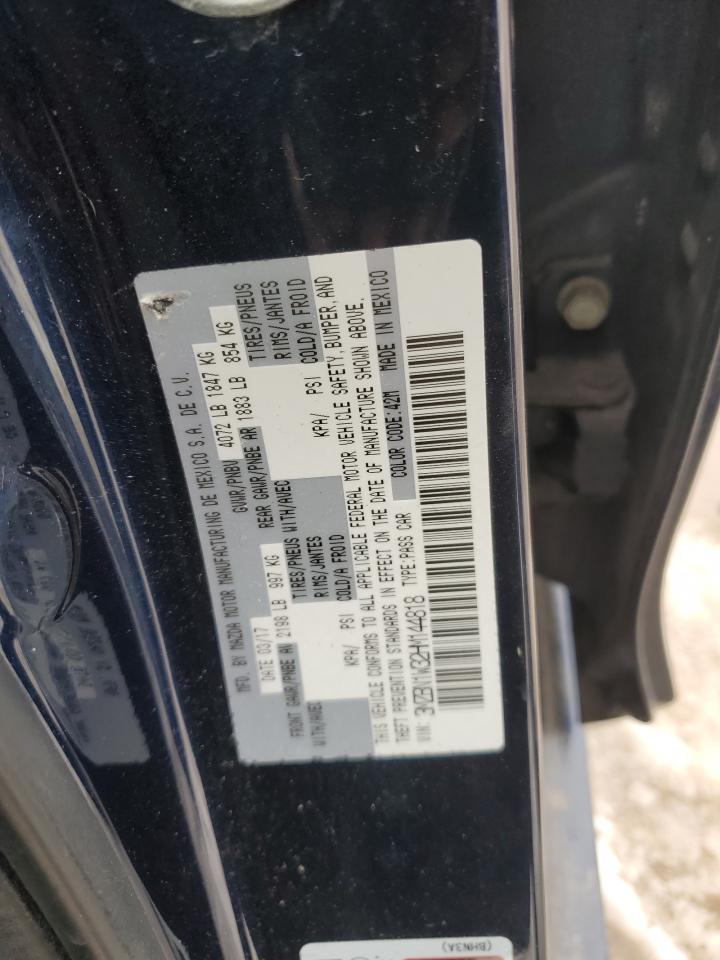 MFD. BY MAZDA MOTOR MANUFACTURING DE MEXICO S.A. DE C.V.
DATE 03/17 GVWR/PNBV 4072 LB 1847 KG
FRONT GAWR/PNBE AV 2198 LB 997 KG REAR GAWR/PNBE AR 1883 LB 854 KG
WITH/AVEC TIRES/PNEUS WITH/AVEC TIRES/PNEUS
RIMS/JANTES RIMS/JANTES
KPA/ PSI COLD/A FROID KPA/ PSI COLD/A FROID
THIS VEHICLE CONFORMS TO ALL APPLICABLE FEDERAL MOTOR VEHICLE SAFETY, BUMPER, AND
THEFT PREVENTION STANDARDS IN EFFECT ON THE DATE OF MANUFACTURE SHOWN ABOVE.
VIN: 3MZBN1W32HM144818 TYPE: PASS CAR COLOR CODE: 42M MADE IN MEXICO
(BHN3A)